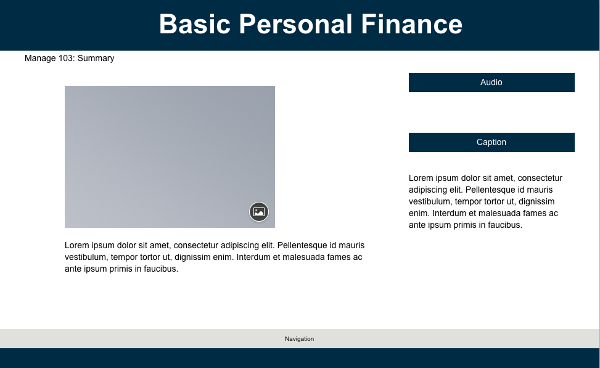 Basic Personal Finance
Manage 103: Summary
Lorem ipsum dolor sit amet, consectetur adipiscing elit. Pellentesque id mauris
vestibulum, tempor tortor ut, dignissim enim. Interdum et malesuada fames ac
ante ipsum primis in faucibus.
Audio
Caption
Lorem ipsum dolor sit amet, consectetur
adipiscing elit. Pellentesque id mauris
vestibulum, tempor tortor ut, dignissim
enim. Interdum et malesuada fames ac
ante ipsum primis in faucibus.
Navigation